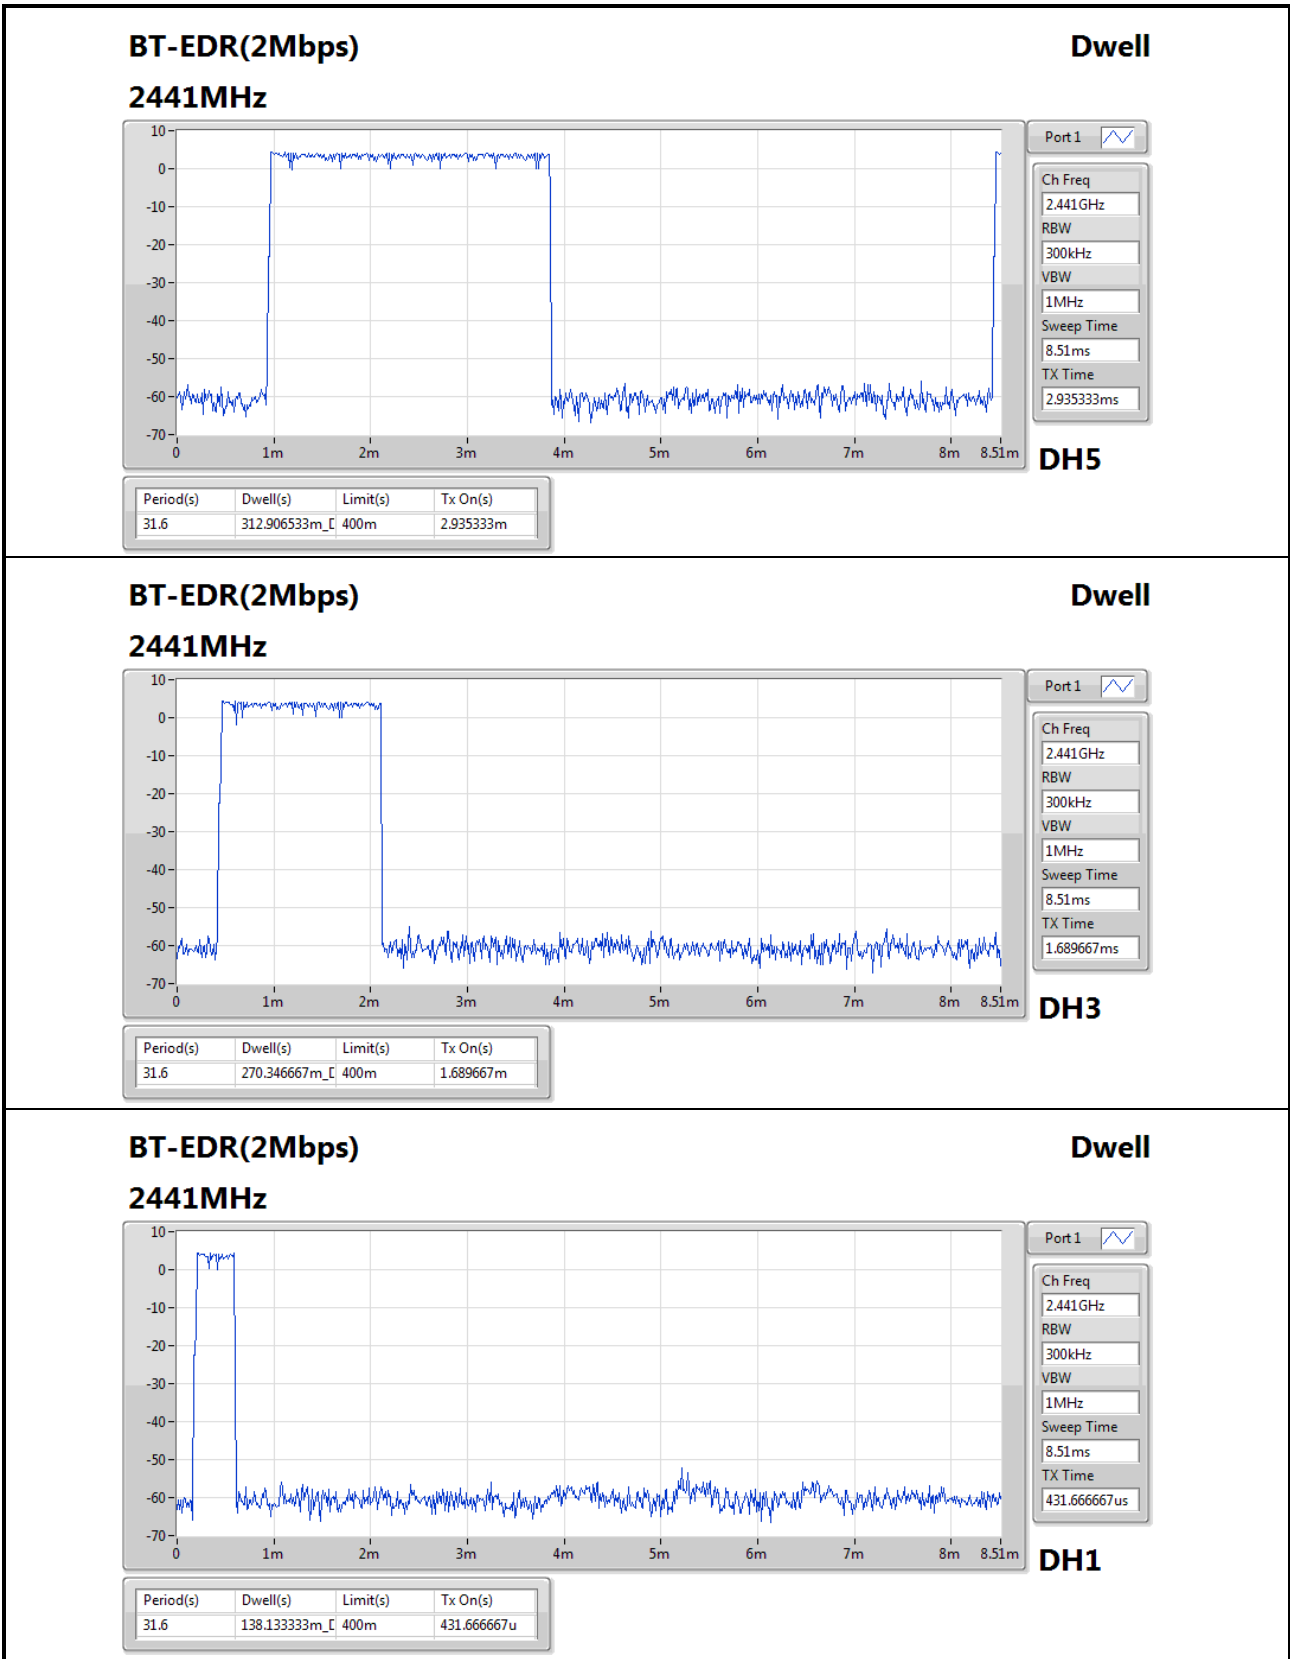 BT-EDR(2Mbps) Dwell
2441MHz
10
0
-10
-20
-30
-40
-50
-60
-70
0 1m 2m 3m 4m 5m 6m 7m 8m 8.51m
Port 1
Ch Freq
2.441GHz
RBW
300kHz
VBW
1MHz
Sweep Time
8.51ms
TX Time
2.935333ms
DH5
Period(s) Dwell(s) Limit(s) Tx On(s)
31.6 312.906533m_D 400m 2.935333m
BT-EDR(2Mbps) Dwell
2441MHz
10
0
-10
-20
-30
-40
-50
-60
-70
0 1m 2m 3m 4m 5m 6m 7m 8m 8.51m
Port 1
Ch Freq
2.441GHz
RBW
300kHz
VBW
1MHz
Sweep Time
8.51ms
TX Time
1.689667ms
DH3
Period(s) Dwell(s) Limit(s) Tx On(s)
31.6 270.346667m_D 400m 1.689667m
BT-EDR(2Mbps) Dwell
2441MHz
10
0
-10
-20
-30
-40
-50
-60
-70
0 1m 2m 3m 4m 5m 6m 7m 8m 8.51m
Port 1
Ch Freq
2.441GHz
RBW
300kHz
VBW
1MHz
Sweep Time
8.51ms
TX Time
431.666667us
DH1
Period(s) Dwell(s) Limit(s) Tx On(s)
31.6 138.133333m_D 400m 431.666667u